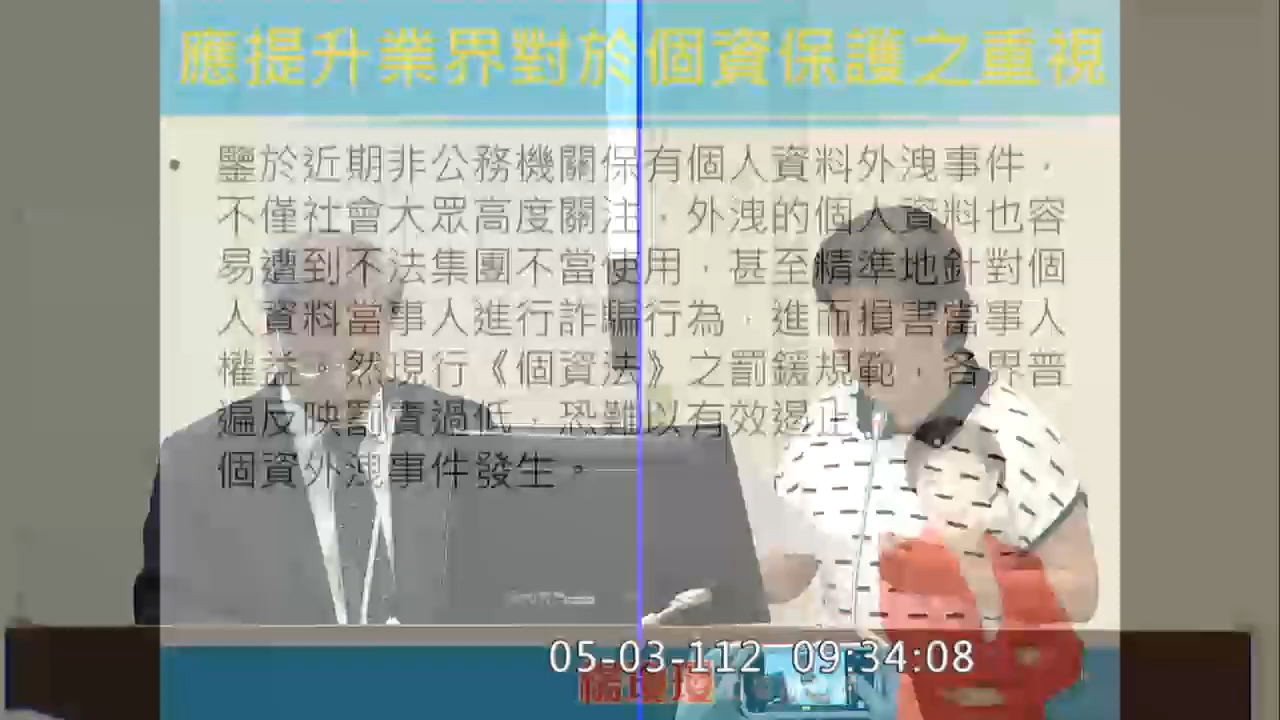 應提升業界對於個資保護之重視
• 鑒於近期非公務機關保有個人資料外洩事件，
不僅社會大眾高度關注，外洩的個人資料也容
易遭到不法集團不當使用，甚至精準地針對個
人資料當事人進行詐騙行為，進而損害當事人
權益。然現行《個資法》之罰鍰規範，各界普
遍反映罰責過低，恐難以有效遏止
個資外洩事件發生。
05-03-112 09:34:08
楊瓊瓔